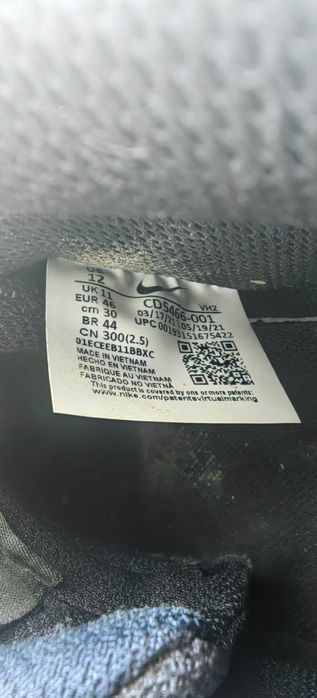 US
12
UK 11
EUR 46
cm 30
BR 44
CN 300(2.5)
CD5466-001
VH2
03/17/21 05/19/21
UPC 00193151675422
01ECEEB11BBXC
MADE IN VIETNAM
HECHO EN VIETNAM
FABRIQUE AU VIETNAM
FABRICADO NO VIETNÃ
This product is covered by one or more patents:
www.nike.com/patentsvirtualmarking